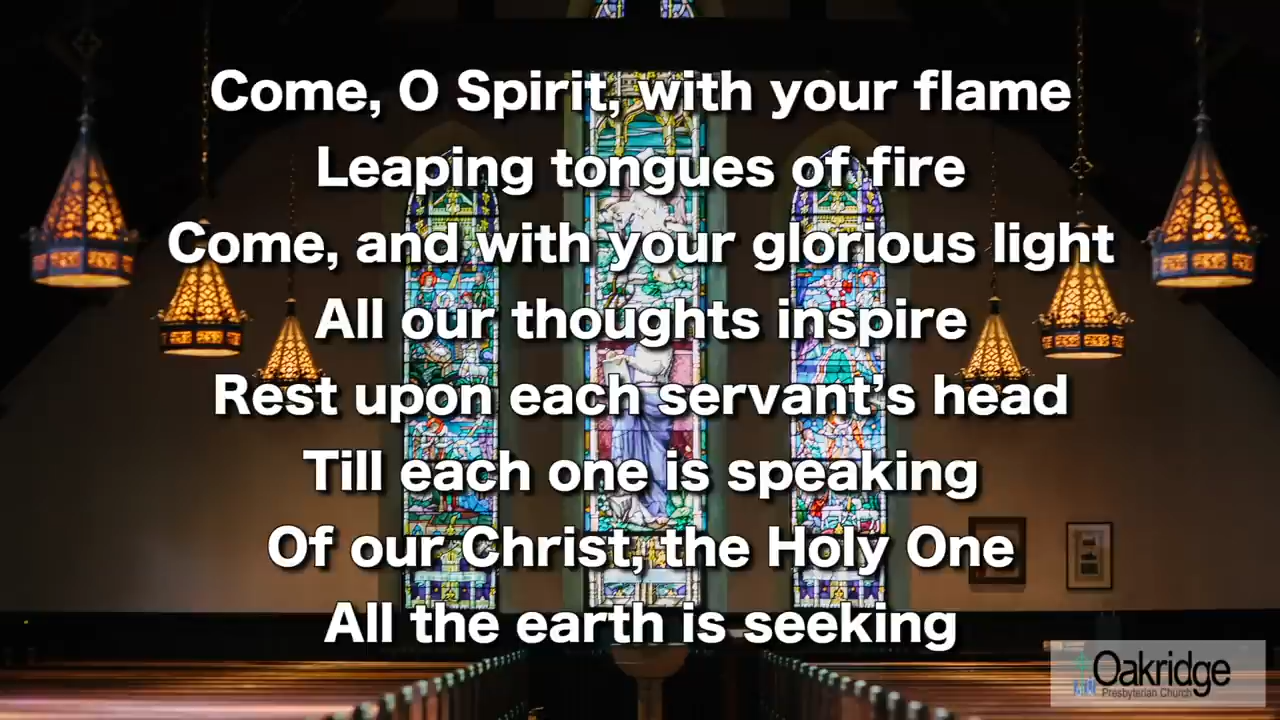 Come, O Spirit, with your flame
Leaping tongues of fire
Come, and with your glorious light
All our thoughts inspire
Rest upon each servant’s head
Till each one is speaking
Of our Christ, the Holy One
All the earth is seeking
Oakridge
Presbyterian Church